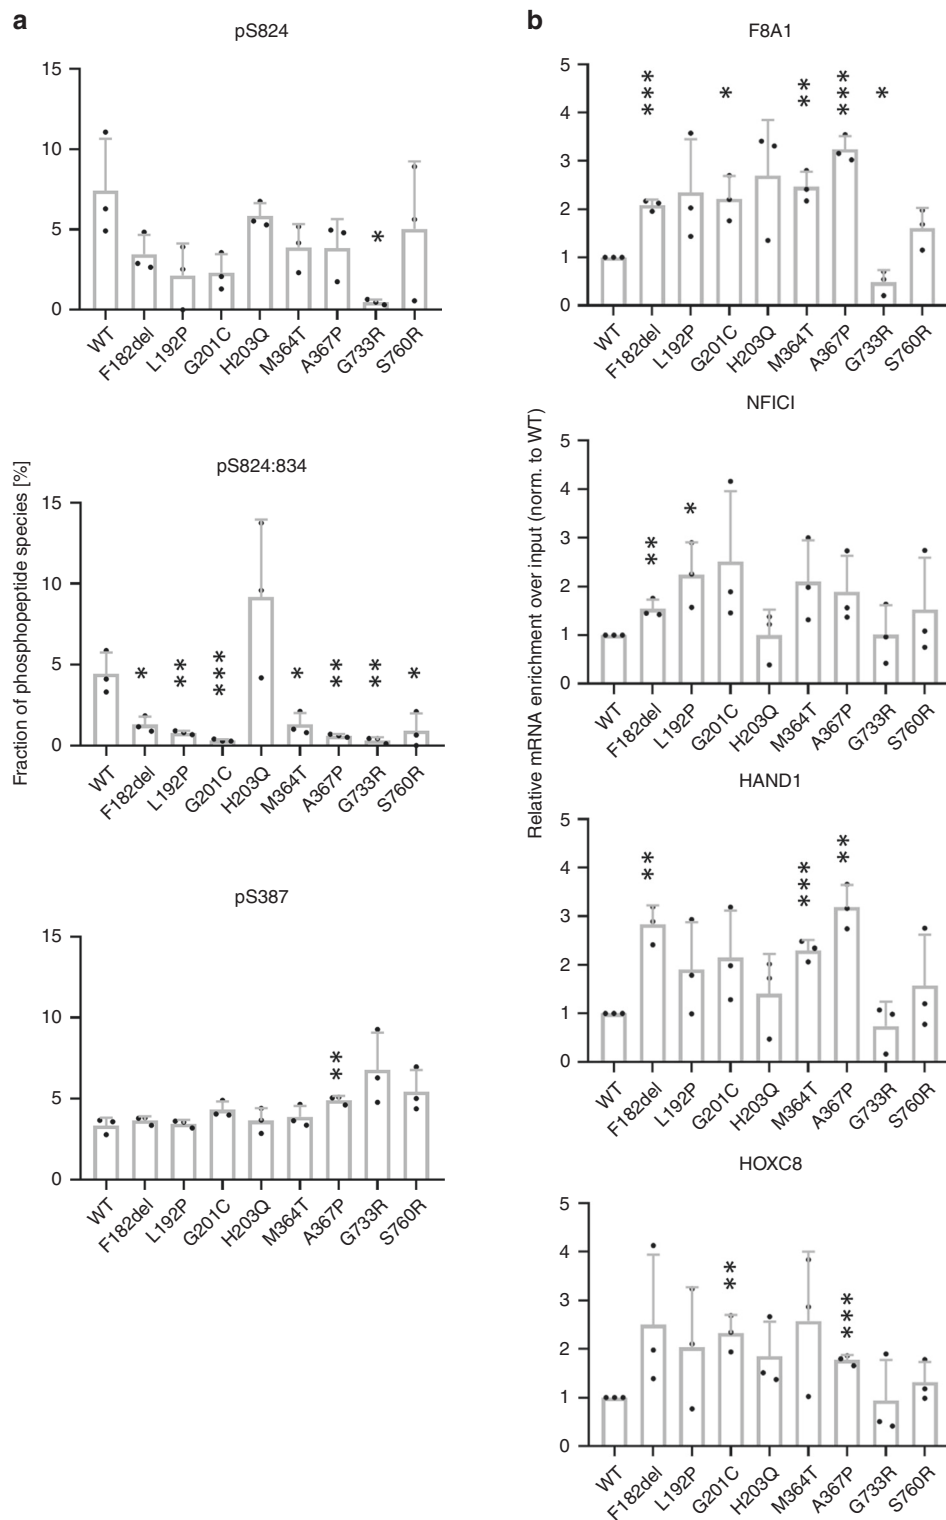 a
pS824
15
10
5
0
*
WT
F182del
L192P
G201C
H203Q
M364T
A367P
G733R
S760R
Fraction of phosphopeptide species [%]
pS824:834
15
10
5
0
*
**
***
*
**
**
*
WT
F182del
L192P
G201C
H203Q
M364T
A367P
G733R
S760R
pS387
15
10
5
0
**
WT
F182del
L192P
G201C
H203Q
M364T
A367P
G733R
S760R
b
F8A1
5
4
3
2
1
0
***
*
**
***
*
WT
F182del
L192P
G201C
H203Q
M364T
A367P
G733R
S760R
Relative mRNA enrichment over input (norm. to WT)
NFICI
5
4
3
2
1
0
**
*
WT
F182del
L192P
G201C
H203Q
M364T
A367P
G733R
S760R
HAND1
5
4
3
2
1
0
**
***
**
WT
F182del
L192P
G201C
H203Q
M364T
A367P
G733R
S760R
HOXC8
5
4
3
2
1
0
**
***
WT
F182del
L192P
G201C
H203Q
M364T
A367P
G733R
S760R